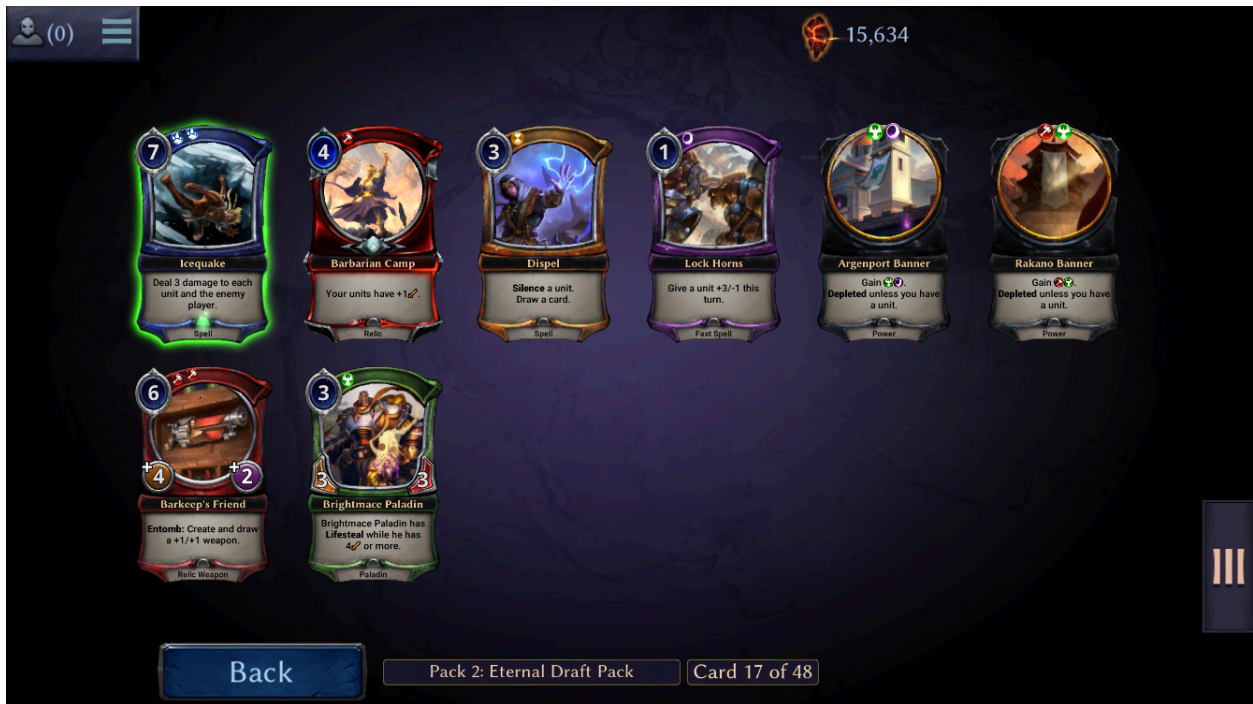 (0)
15,634
7
Icequake
Deal 3 damage to each
unit and the enemy
player.
Spell
4
Barbarian Camp
Your units have +1.
Relic
3
Dispel
Silence a unit.
Draw a card.
Spell
1
Lock Horns
Give a unit +3/-1 this
turn.
Fast Spell
Argenport Banner
Gain .
Depleted unless you have
a unit.
Power
Rakano Banner
Gain .
Depleted unless you have
a unit.
Power
6
+4
+2
Barkeep's Friend
Entomb: Create and draw
a +1/+1 weapon.
Relic Weapon
3
3
3
Brightmace Paladin
Brightmace Paladin has
Lifesteal while he has
4 or more.
Paladin
Back
Pack 2: Eternal Draft Pack
Card 17 of 48